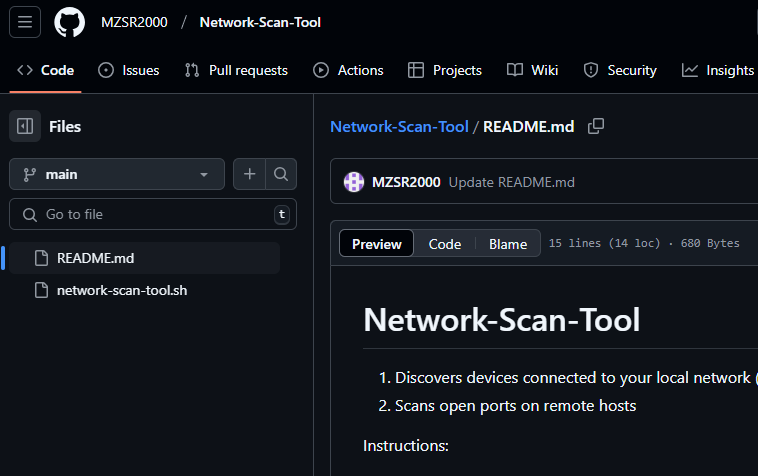 MZSR2000 / Network-Scan-Tool
Code Issues Pull requests Actions Projects Wiki Security Insights
Files
main
Go to file t
README.md
network-scan-tool.sh
Network-Scan-Tool / README.md
MZSR2000 Update README.md
Preview Code Blame 15 lines (14 loc) · 680 Bytes
Network-Scan-Tool
1. Discovers devices connected to your local network (
2. Scans open ports on remote hosts
Instructions: